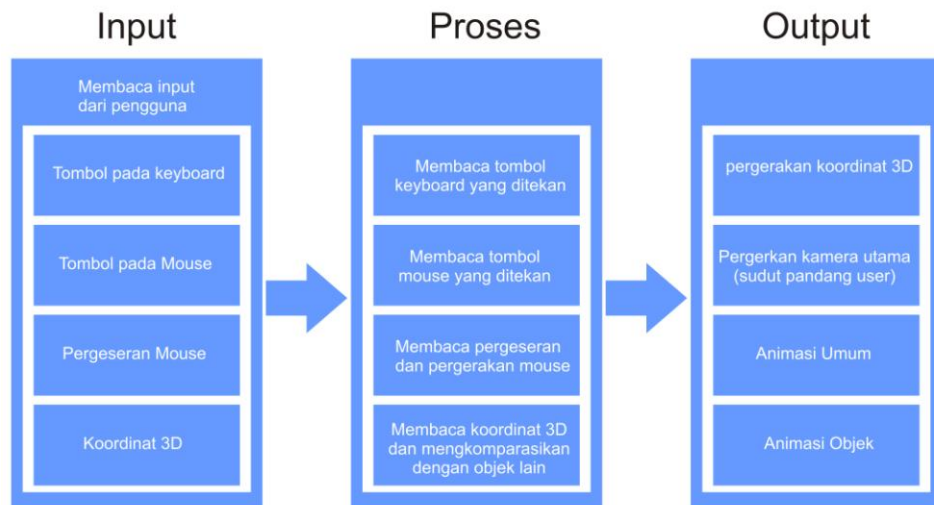 Input
Membaca input
dari pengguna
Tombol pada keyboard
Tombol pada Mouse
Pergeseran Mouse
Koordinat 3D
Proses
Membaca tombol
keyboard yang ditekan
Membaca tombol
mouse yang ditekan
Membaca pergeseran
dan pergerakan mouse
Membaca koordinat 3D
dan mengkomparasikan
dengan objek lain
Output
pergerakan koordinat 3D
Pergerkan kamera utama
(sudut pandang user)
Animasi Umum
Animasi Objek